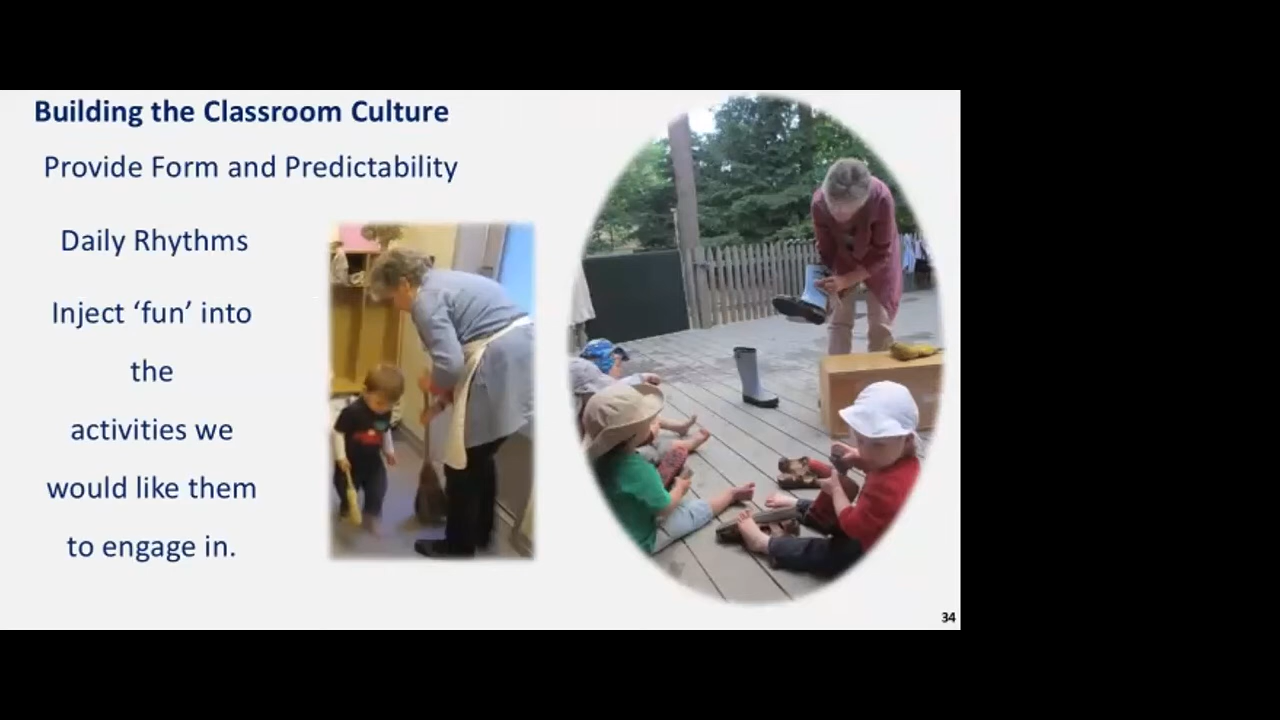 Building the Classroom Culture
Provide Form and Predictability
Daily Rhythms
Inject ‘fun’ into
the
activities we
would like them
to engage in.
34